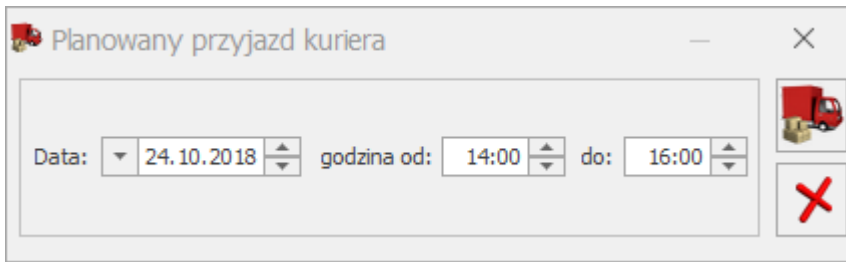 Planowany przyjazd kuriera
Data: 24.10.2018 godzina od: 14:00 do: 16:00